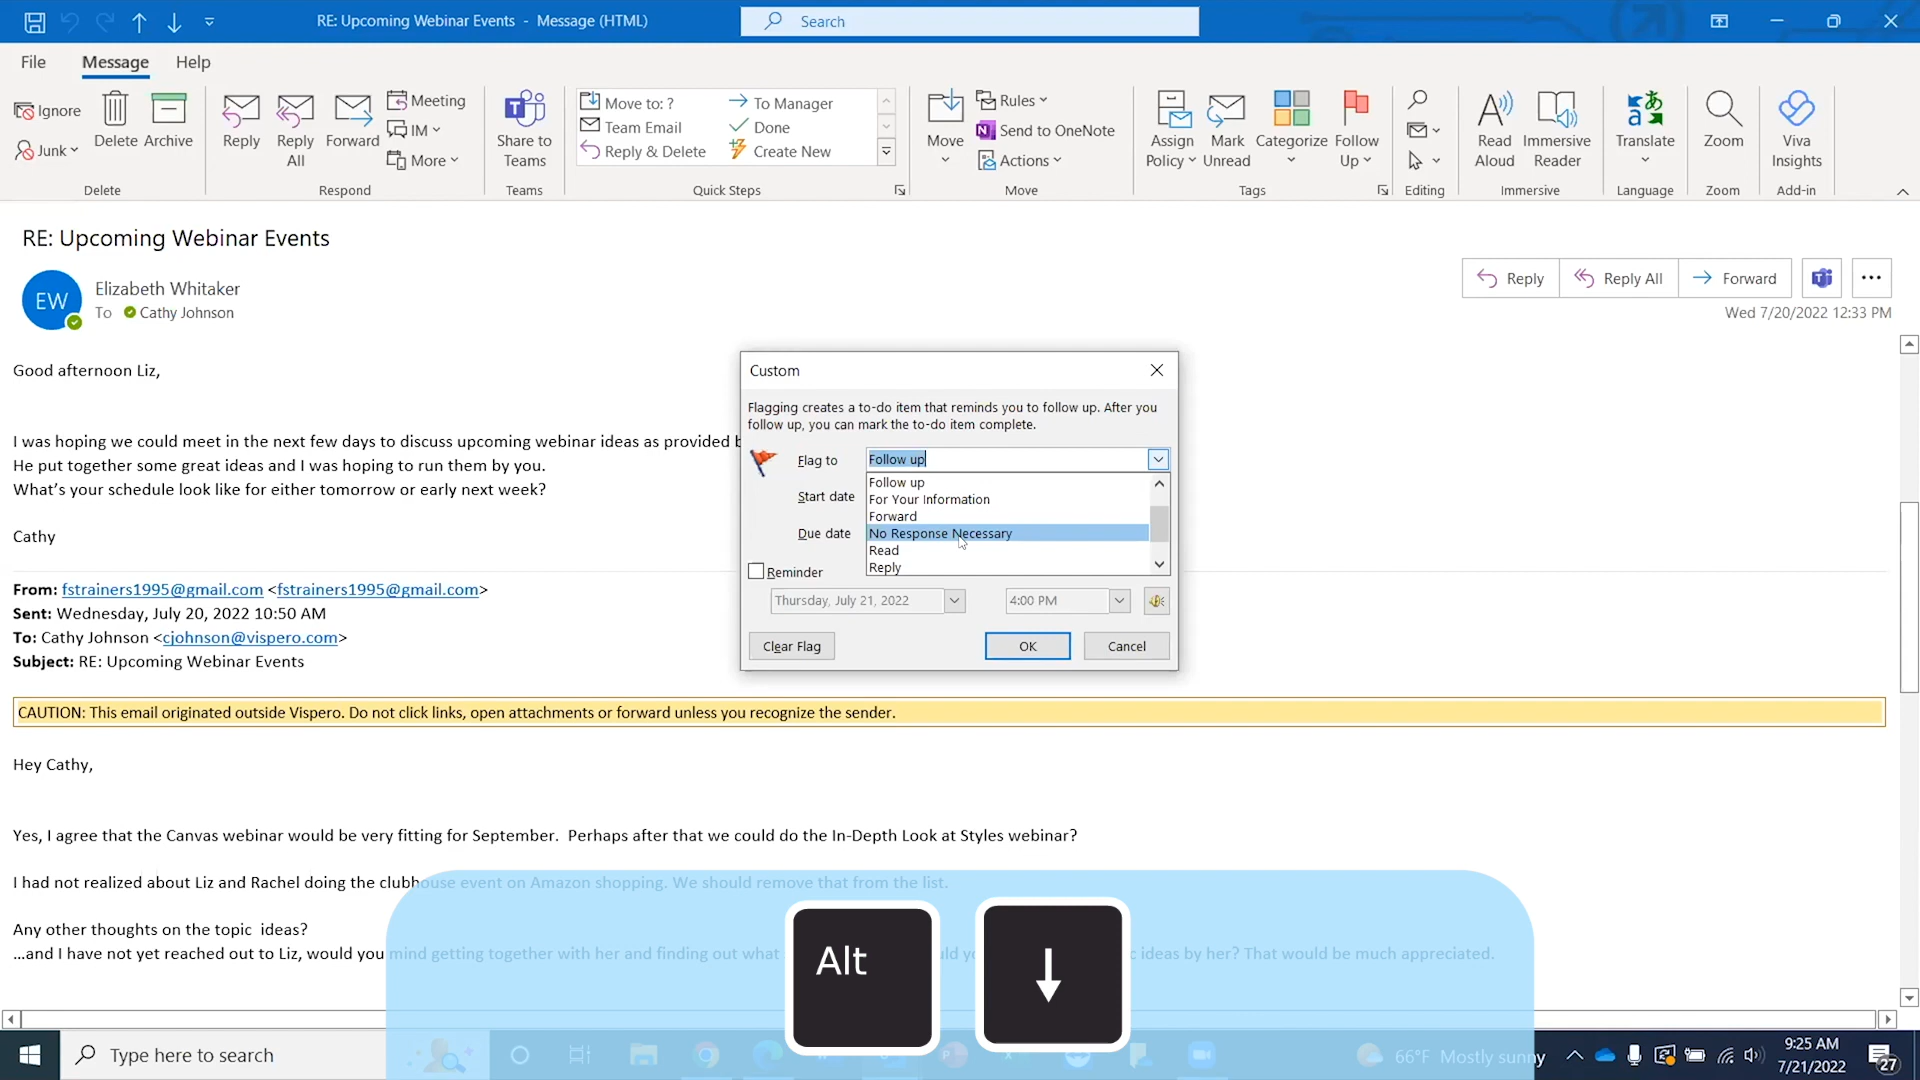 RE: Upcoming Webinar Events - Message (HTML)
Search
File Message Help
Ignore
Junk
Delete
Archive
Delete
Reply
Reply All
Forward
Meeting
IM
More
Respond
Share to Teams
Teams
Move to: ?
Team Email
Reply & Delete
To Manager
Done
Create New
Quick Steps
Move
Rules
Send to OneNote
Actions
Move
Assign Policy
Mark Unread
Categorize
Follow Up
Tags
Editing
Read Aloud
Immersive Reader
Immersive
Translate
Language
Zoom
Zoom
Viva Insights
Add-in
RE: Upcoming Webinar Events
EW
Elizabeth Whitaker
To Cathy Johnson
Reply
Reply All
Forward
Wed 7/20/2022 12:33 PM
Good afternoon Liz,
I was hoping we could meet in the next few days to discuss upcoming webinar ideas as provided b
He put together some great ideas and I was hoping to run them by you.
What's your schedule look like for either tomorrow or early next week?
Cathy
From: fstrainers1995@gmail.com <fstrainers1995@gmail.com>
Sent: Wednesday, July 20, 2022 10:50 AM
To: Cathy Johnson <cjohnson@vispero.com>
Subject: RE: Upcoming Webinar Events
CAUTION: This email originated outside Vispero. Do not click links, open attachments or forward unless you recognize the sender.
Hey Cathy,
Yes, I agree that the Canvas webinar would be very fitting for September. Perhaps after that we could do the In-Depth Look at Styles webinar?
I had not realized about Liz and Rachel doing the clubhouse event on Amazon shopping. We should remove that from the list.
Any other thoughts on the topic ideas?
...and I have not yet reached out to Liz, would you mind getting together with her and finding out what ideas by her? That would be much appreciated.
Custom
Flagging creates a to-do item that reminds you to follow up. After you
follow up, you can mark the to-do item complete.
Flag to
Follow up
Start date
Due date
Follow up
For Your Information
Forward
No Response Necessary
Read
Reply
Reminder
Thursday, July 21, 2022
4:00 PM
Clear Flag
OK
Cancel
Alt
↓
Type here to search
66°F Mostly sunny
9:25 AM
7/21/2022
27